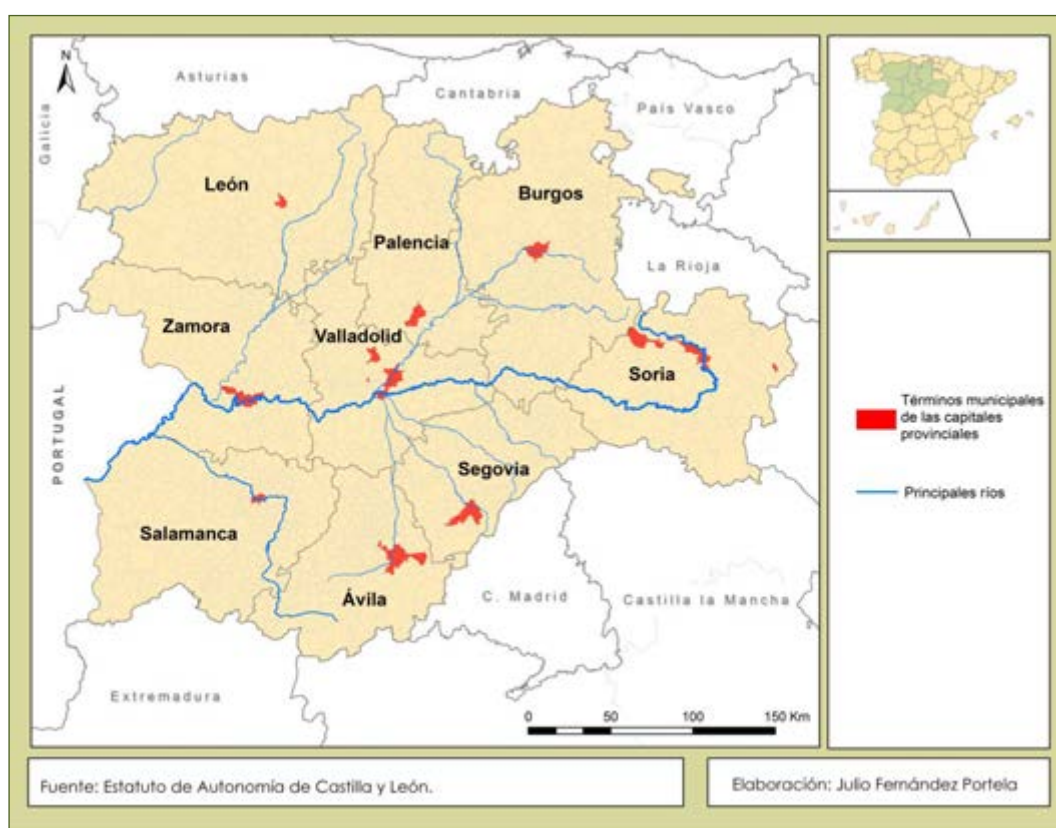 N
Asturias
Cantabria
País Vasco
Galicia
León
Burgos
Palencia
La Rioja
Zamora
Valladolid
Soria
PORTUGAL
Segovia
Salamanca
Ávila
C. Madrid
Castilla la Mancha
Extremadura
0 50 100 150 Km
Términos municipales
de las capitales
provinciales
Principales ríos
Fuente: Estatuto de Autonomía de Castilla y León.
Elaboración: Julio Fernández Portela